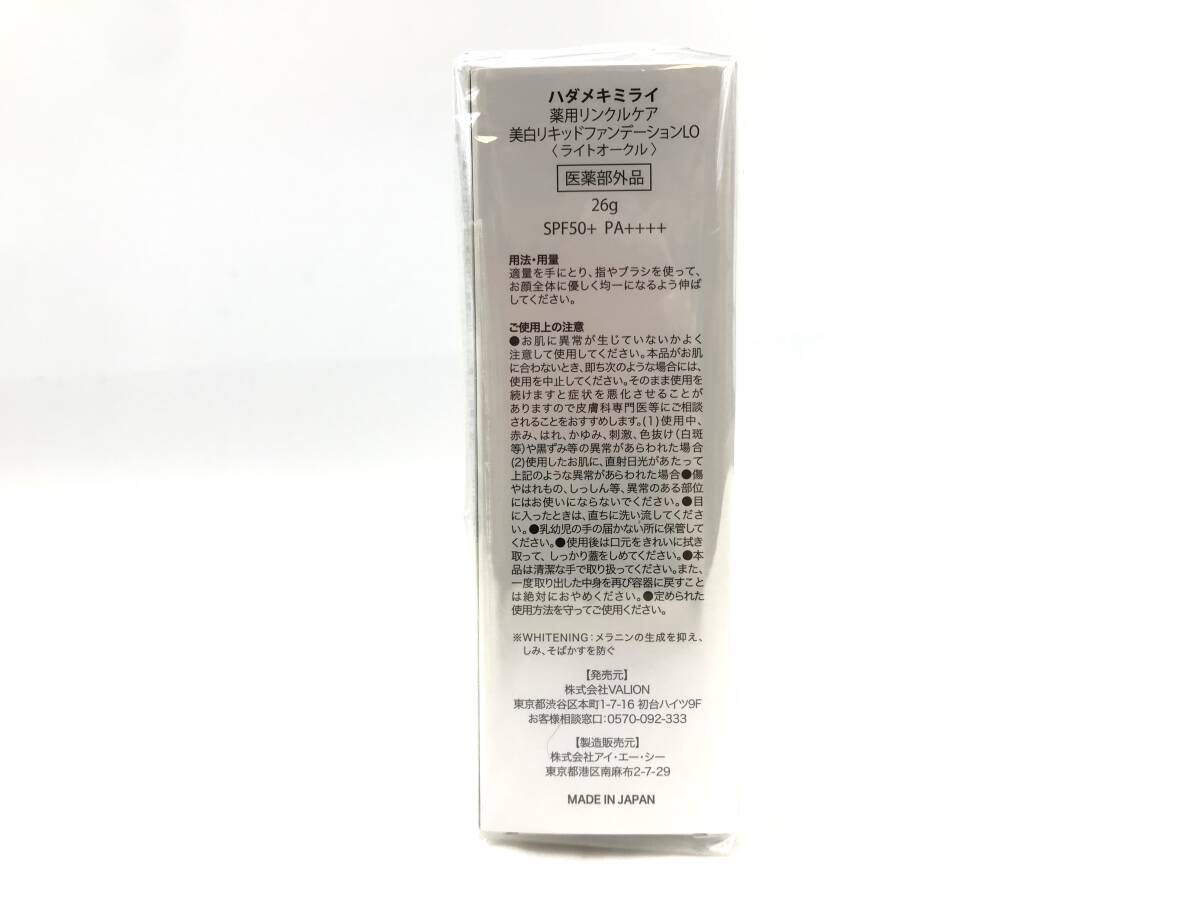 ハダメキミライ
薬用リンクルケア
美白リキッドファンデーションLO
〈ライトオークル〉
医薬部外品
26g
SPF50+ PA++++
用法・用量
適量を手にとり、指やブラシを使って、
お顔全体に優しく均一になるよう伸ば
してください。
ご使用上の注意
●お肌に異常が生じていないかよく
注意して使用してください。本品がお肌
に合わないとき、即ち次のような場合には、
使用を中止してください。そのまま使用を
続けますと症状を悪化させることが
ありますので皮膚科専門医等にご相談
されることをおすすめします。(1)使用中、
赤み、はれ、かゆみ、刺激、色抜け(白斑
等)や黒ずみ等の異常があらわれた場合
(2)使用したお肌に、直射日光があたって
上記のような異常があらわれた場合●傷
やはれもの、しっしん等、異常のある部位
にはお使いにならないでください。●目
に入ったときは、直ちに洗い流してくださ
い。●乳幼児の手の届かない所に保管して
ください。●使用後は口元をきれいに拭き
取って、しっかり蓋をしめてください。●本
品は清潔な手で取り扱ってください。また、
一度取り出した中身を再び容器に戻すこと
は絶対におやめください。●定められた
使用方法を守ってご使用ください。
※WHITENING:メラニンの生成を抑え、
しみ、そばかすを防ぐ
【発売元】
株式会社VALION
東京都渋谷区本町1-7-16 初台ハイツ9F
お客様相談窓口:0570-092-333
【製造販売元】
株式会社アイ・エー・シー
東京都港区南麻布2-7-29
MADE IN JAPAN